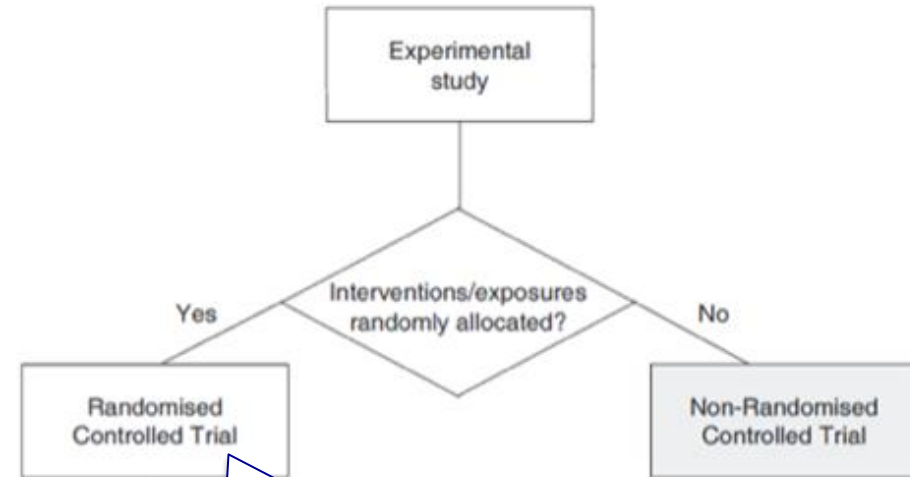 Experimental
study
Interventions/exposures
randomly allocated?
Yes
No
Randomised
Controlled Trial
Non-Randomised
Controlled Trial